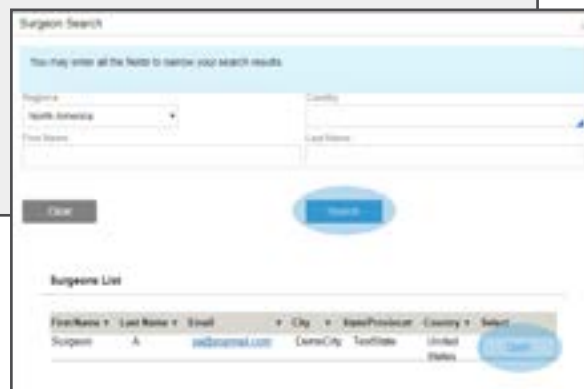 Surgeon Search
You may enter all the fields to narrow your search results.
Regions Country
North America
First Name Last Name
Clear Search
Surgeons List
First Name Last Name Email City State/Province Country Select
Surgeon A DemoCity TestState United
States